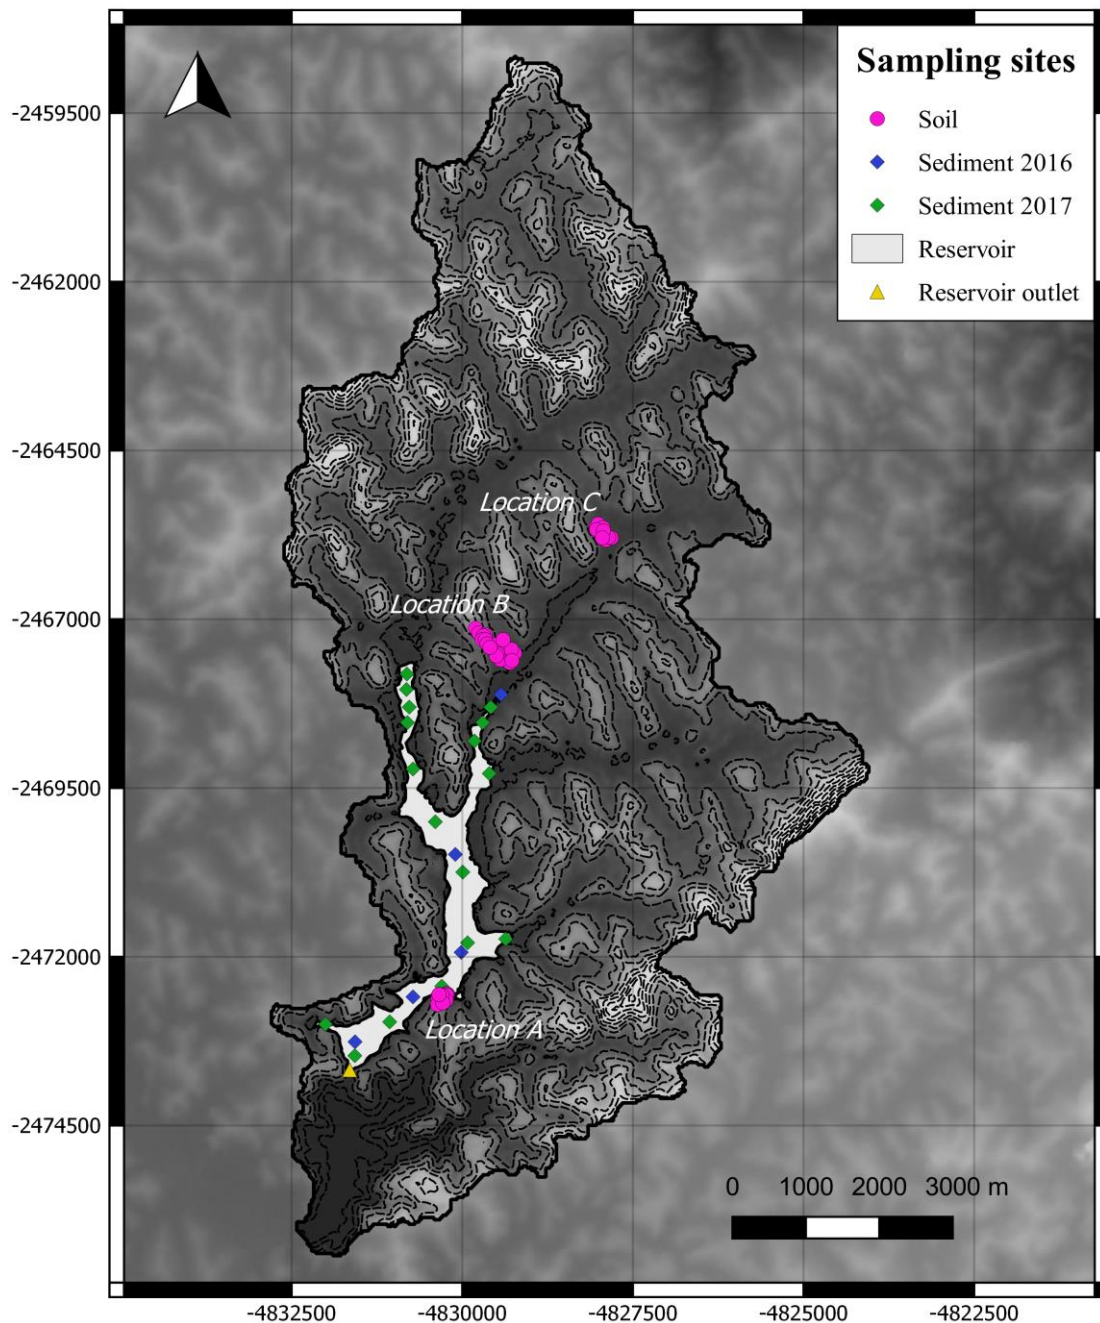 Sampling sites
Soil
Sediment 2016
Sediment 2017
Reservoir
Reservoir outlet
-2459500
-2462000
-2464500
-2467000
-2469500
-2472000
-2474500
Location C
Location B
Location A
0 1000 2000 3000 m
-4832500 -4830000 -4827500 -4825000 -4822500